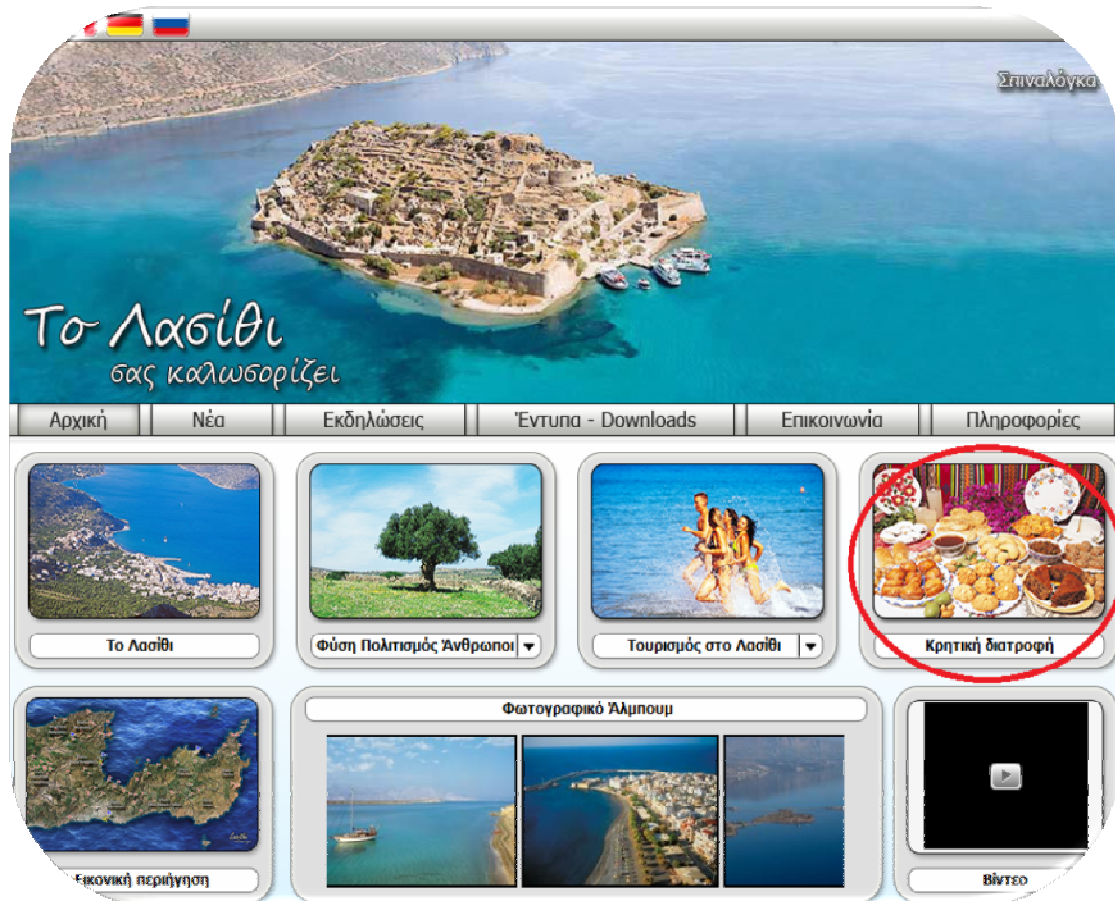 Σπιναλόγκα
Το Λασίθι
σας καλωσορίζει
Αρχική
Νέα
Εκδηλώσεις
Έντυπα - Downloads
Επικοινωνία
Πληροφορίες
Το Λασίθι
Φύση Πολιτισμός Άνθρωποι
Τουρισμός στο Λασίθι
Κρητική διατροφή
Φωτογραφικό Άλμπουμ
Εικονική περιήγηση
Βίντεο